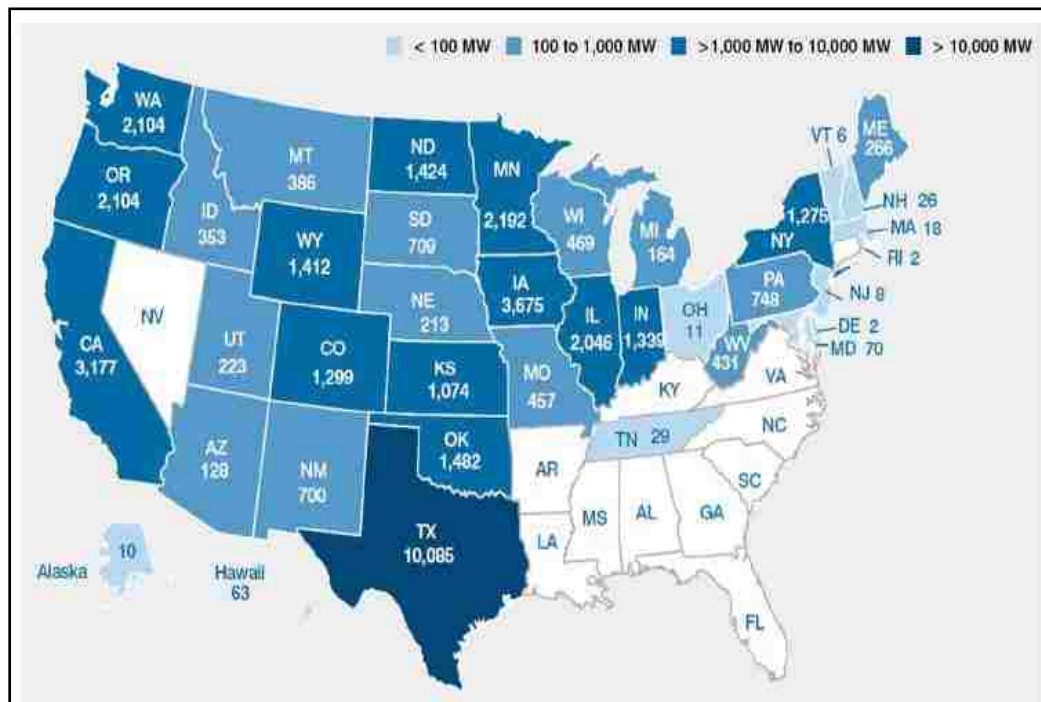 < 100 MW
100 to 1,000 MW
>1,000 MW to 10,000 MW
> 10,000 MW
WA
2,104
OR
2,104
CA
3,177
NV
ID
353
MT
386
WY
1,412
UT
223
CO
1,299
AZ
128
NM
700
ND
1,424
SD
709
NE
213
KS
1,074
OK
1,482
TX
10,085
MN
2,192
IA
3,675
MO
457
AR
LA
WI
469
IL
2,046
MI
164
IN
1,339
OH
11
KY
TN 29
MS
AL
GA
FL
SC
NC
VA
WV
431
PA
748
1,275
NY
VT 6
ME
266
NH 26
MA 18
RI 2
NJ 8
DE 2
MD 70
10
Alaska
Hawaii
63